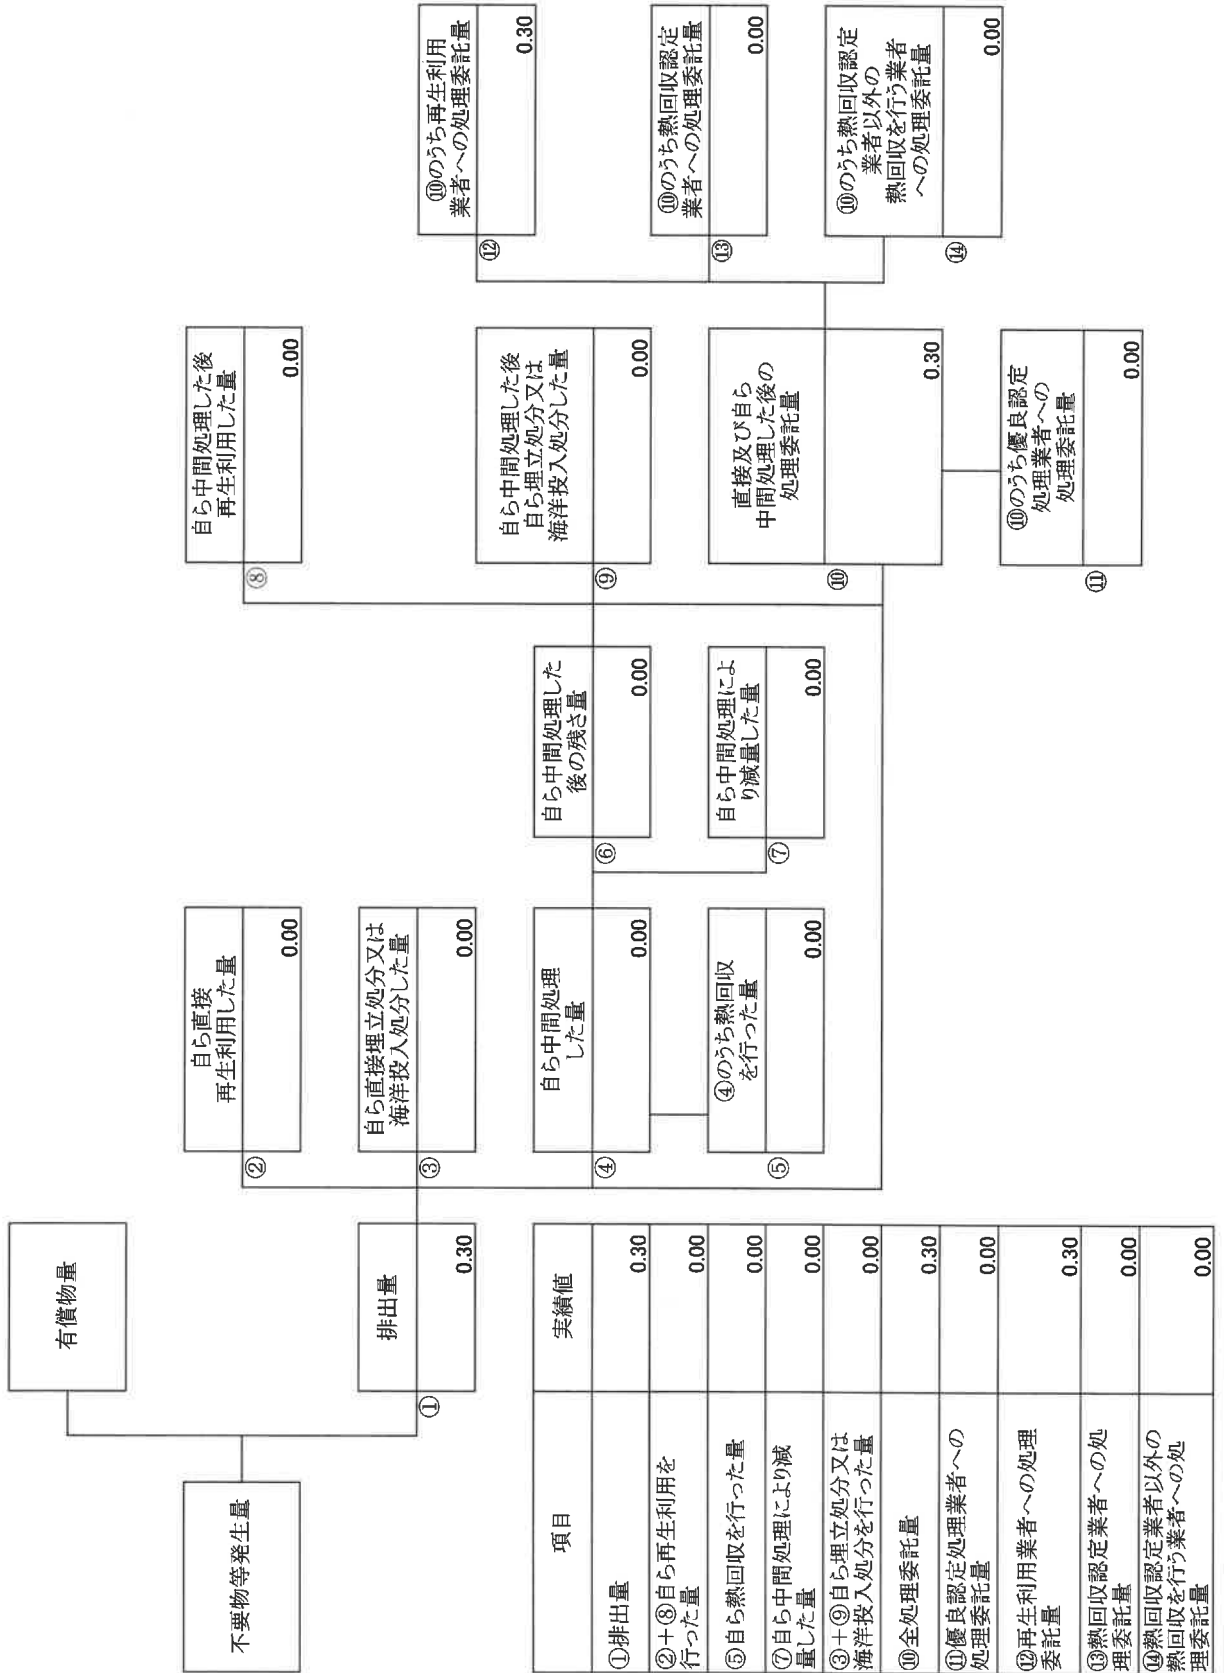 有償物量
不要物等発生量
①
排出量
0.30
②
自ら直接
再生利用した量
0.00
③
自ら直接埋立処分又は
海洋投入処分した量
0.00
④
自ら中間処理
した量
0.00
⑤
④のうち熱回収
を行った量
0.00
⑥
自ら中間処理した
後の残さ量
0.00
⑦
自ら中間処理によ
り減量した量
0.00
⑧
自ら中間処理した後
再生利用した量
0.00
⑨
自ら中間処理した後
自ら埋立処分又は
海洋投入処分した量
0.00
⑩
直接及び自ら
中間処理した後の
処理委託量
0.30
⑪
⑩のうち優良認定
処理業者への
処理委託量
0.00
⑫
⑩のうち再生利用
業者への処理委託量
0.30
⑬
⑩のうち熱回収認定
業者への処理委託量
0.00
⑭
⑩のうち熱回収認定
業者以外の
熱回収を行う業者
への処理委託量
0.00
項目 実績値
①排出量 0.30
②+⑧自ら再生利用を
行った量 0.00
⑤自ら熱回収を行った量 0.00
⑦自ら中間処理により減
量した量 0.00
③+⑨自ら埋立処分又は
海洋投入処分を行った量 0.00
⑩全処理委託量 0.30
⑪優良認定処理業者への
処理委託量 0.00
⑫再生利用業者への処理
委託量 0.30
⑬熱回収認定業者への処
理委託量 0.00
⑭熱回収認定業者以外の
熱回収を行う業者への処
理委託量 0.00